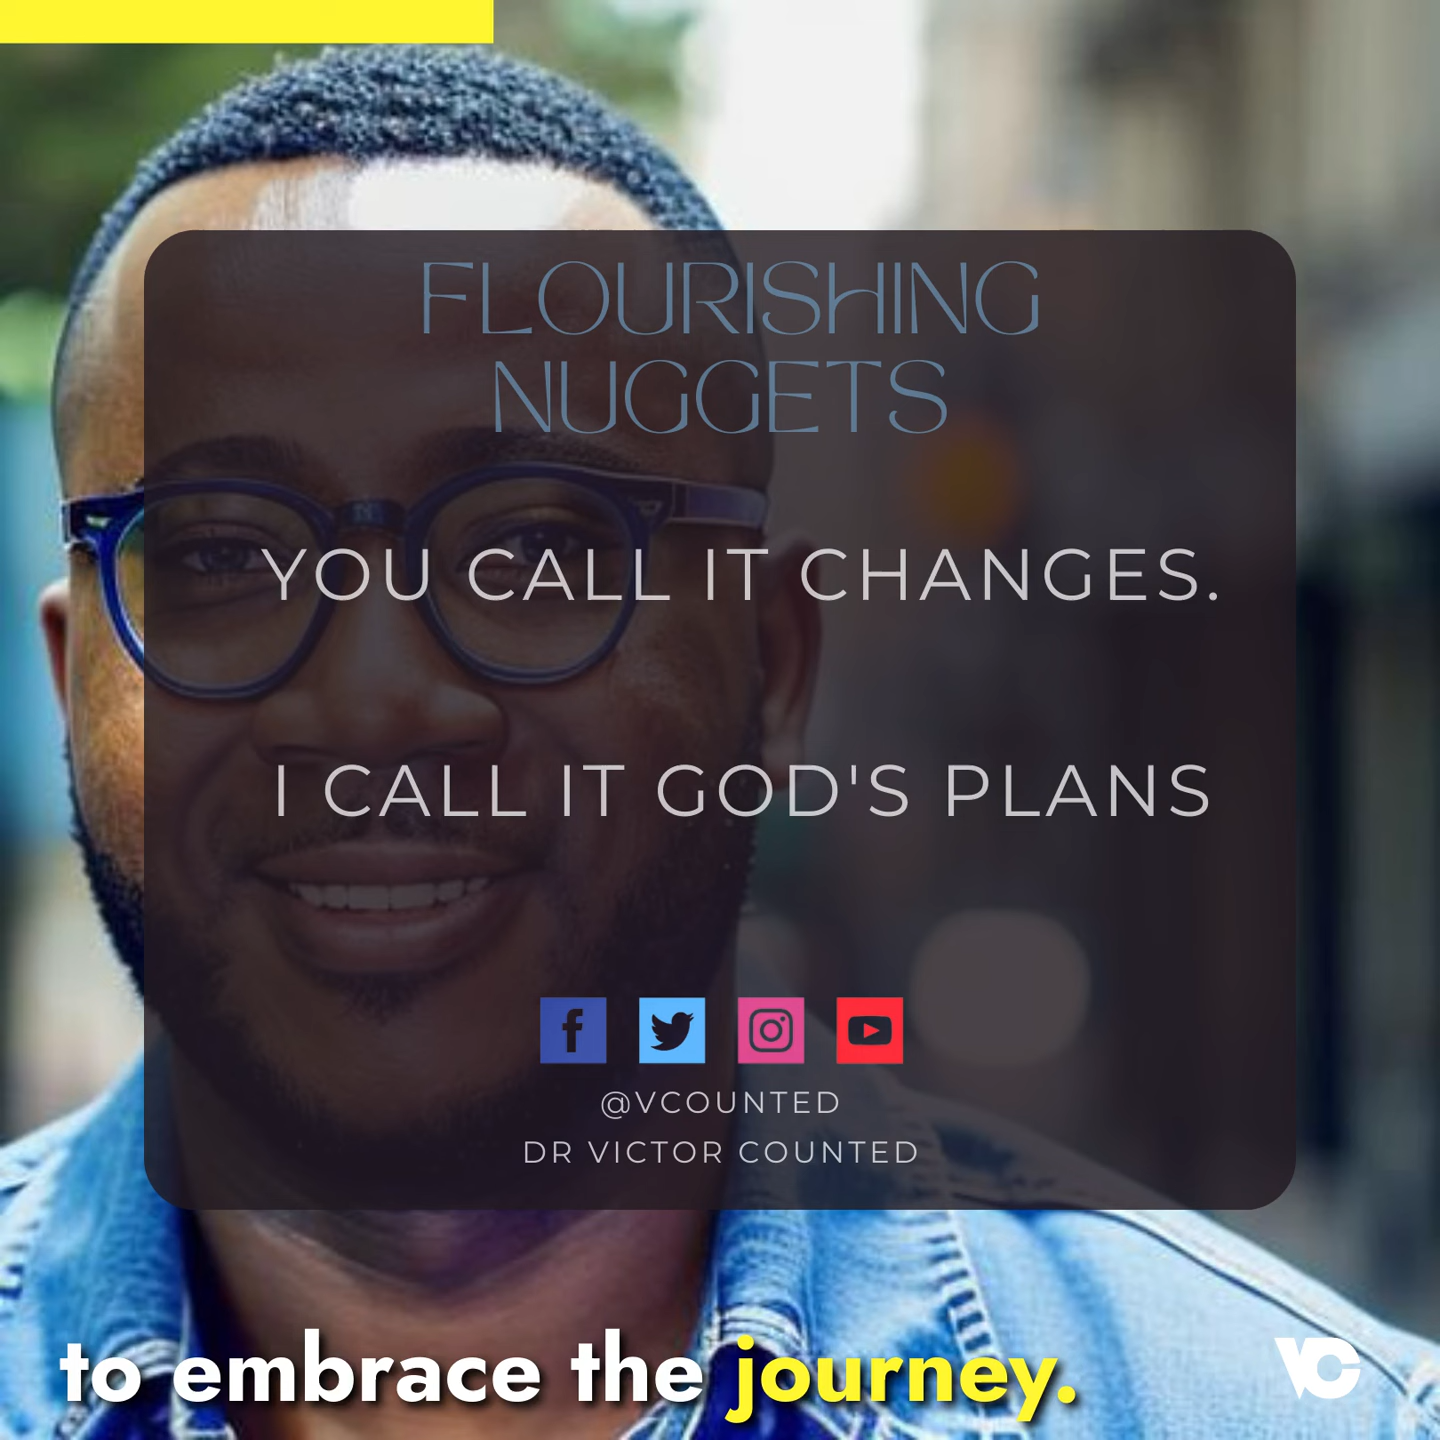 FLOURISHING
NUGGETS
YOU CALL IT CHANGES.
I CALL IT GOD'S PLANS
@VCOUNTED
DR VICTOR COUNTED
to embrace the journey.
VC